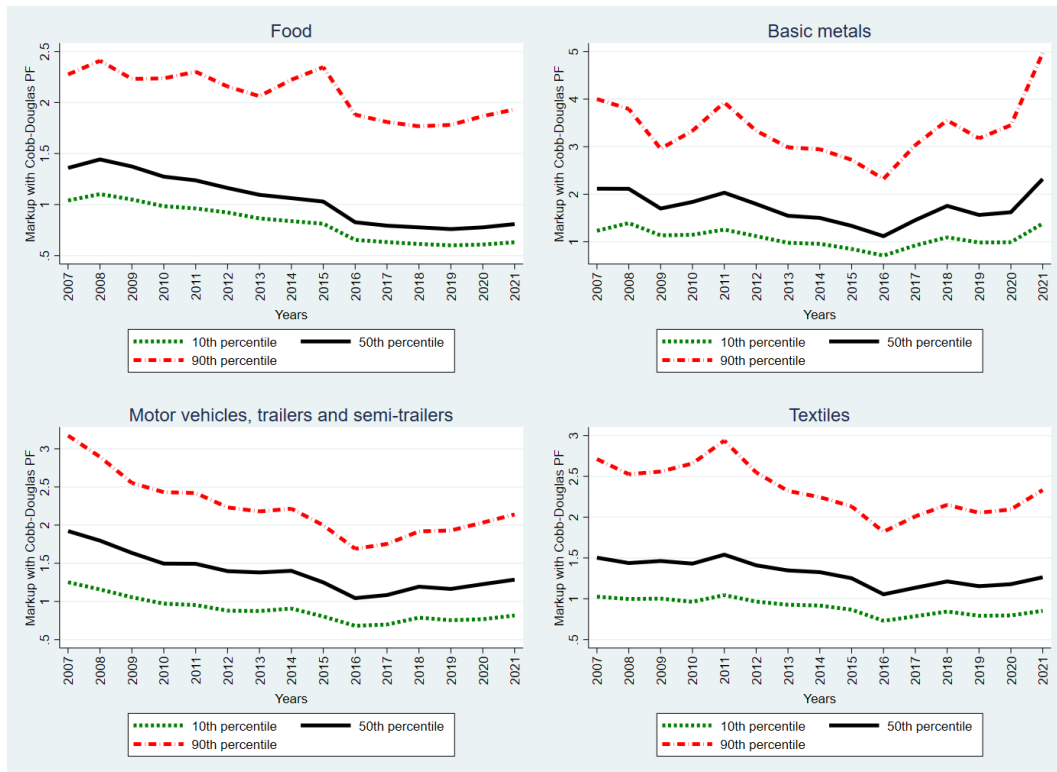 Food
Markup with Cobb-Douglas PF
2.5
2
1.5
1
.5
2007 2008 2009 2010 2011 2012 2013 2014 2015 2016 2017 2018 2019 2020 2021
Years
10th percentile 50th percentile
90th percentile
Basic metals
Markup with Cobb-Douglas PF
5
4
3
2
1
2007 2008 2009 2010 2011 2012 2013 2014 2015 2016 2017 2018 2019 2020 2021
Years
10th percentile 50th percentile
90th percentile
Motor vehicles, trailers and semi-trailers
Markup with Cobb-Douglas PF
3
2.5
2
1.5
1
.5
2007 2008 2009 2010 2011 2012 2013 2014 2015 2016 2017 2018 2019 2020 2021
Years
10th percentile 50th percentile
90th percentile
Textiles
Markup with Cobb-Douglas PF
3
2.5
2
1.5
1
.5
2007 2008 2009 2010 2011 2012 2013 2014 2015 2016 2017 2018 2019 2020 2021
Years
10th percentile 50th percentile
90th percentile